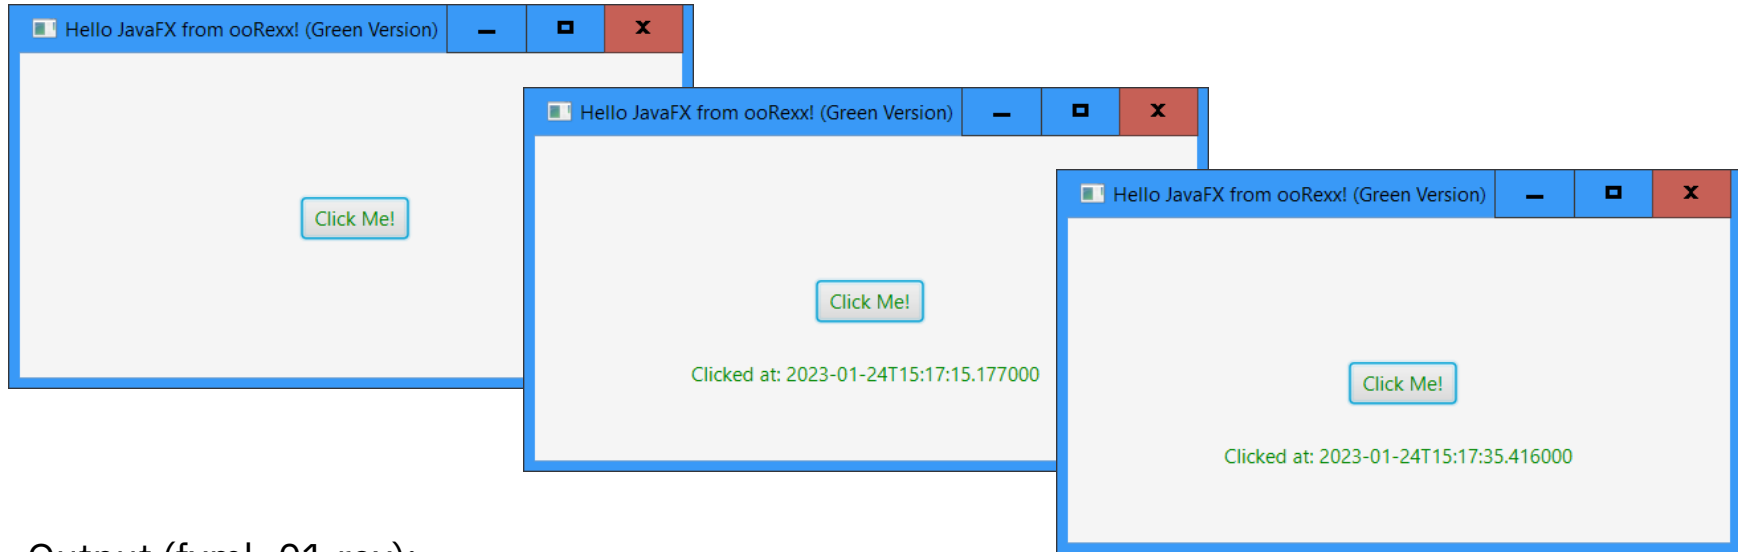 Hello JavaFX from ooRexx! (Green Version)
Click Me!
Hello JavaFX from ooRexx! (Green Version)
Click Me!
Clicked at: 2023-01-24T15:17:15.177000
Hello JavaFX from ooRexx! (Green Version)
Click Me!
Clicked at: 2023-01-24T15:17:35.416000
Output